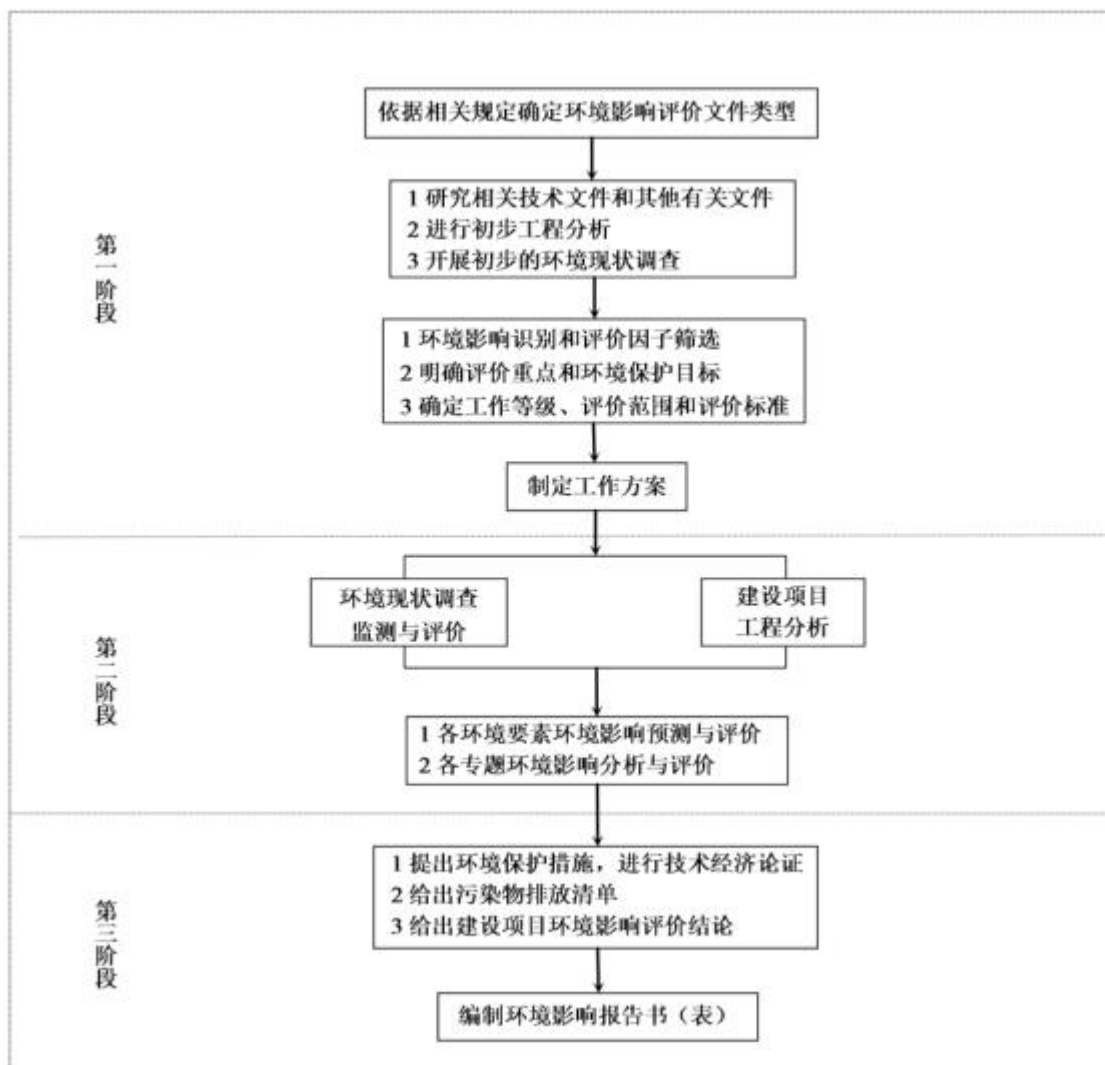 依据相关规定确定环境影响评价文件类型
1 研究相关技术文件和其他有关文件
2 进行初步工程分析
3 开展初步的环境现状调查
第一阶段
1 环境影响识别和评价因子筛选
2 明确评价重点和环境保护目标
3 确定工作等级、评价范围和评价标准
制定工作方案
环境现状调查
监测与评价
建设项目
工程分析
第二阶段
1 各环境要素环境影响预测与评价
2 各专题环境影响分析与评价
1 提出环境保护措施，进行技术经济论证
2 给出污染物排放清单
3 给出建设项目环境影响评价结论
第三阶段
编制环境影响报告书（表）